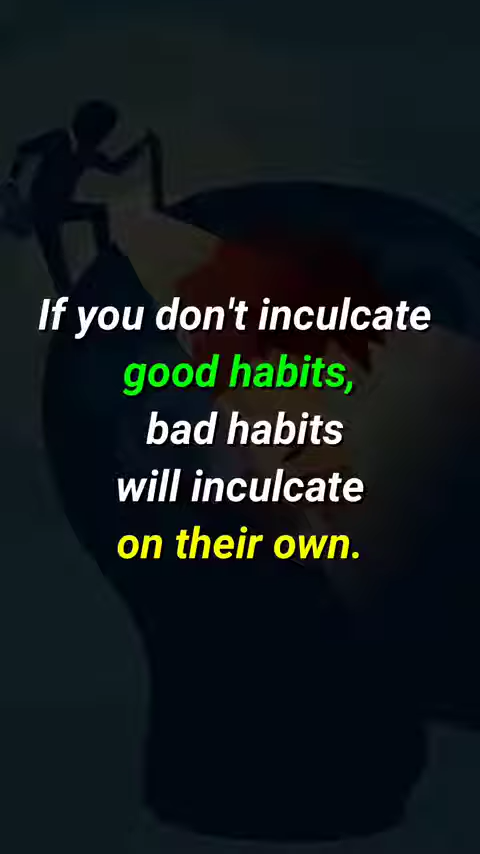 If you don't inculcate
good habits,
bad habits
will inculcate
on their own.